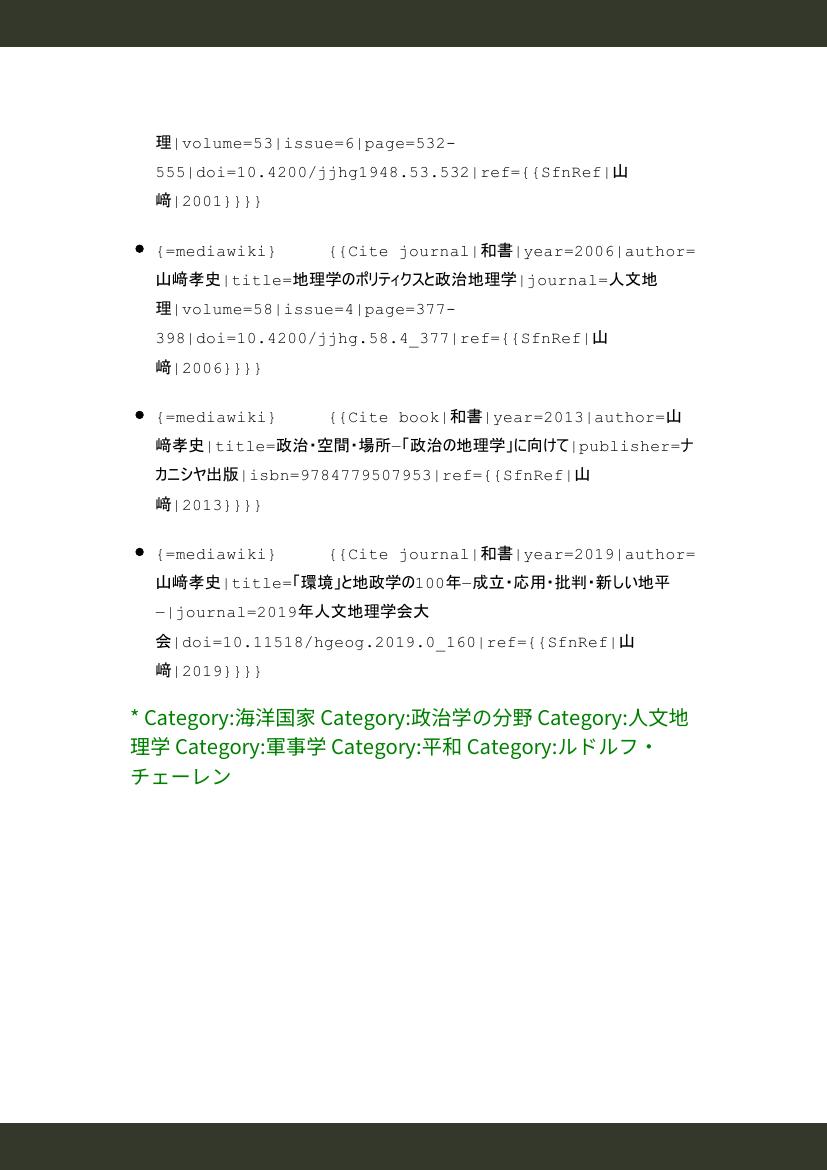 理|volume=53|issue=6|page=532-
555|doi=10.4200/jjhg1948.53.532|ref={{SfnRef|山
﨑|2001}}}}
● {=mediawiki} {{Cite journal|和書|year=2006|author=
山﨑孝史|title=地理学のポリティクスと政治地理学|journal=人文地
理|volume=58|issue=4|page=377-
398|doi=10.4200/jjhg.58.4_377|ref={{SfnRef|山
﨑|2006}}}}
● {=mediawiki} {{Cite book|和書|year=2013|author=山
﨑孝史|title=政治・空間・場所―「政治の地理学」に向けて|publisher=ナ
カニシヤ出版|isbn=9784779507953|ref={{SfnRef|山
﨑|2013}}}}
● {=mediawiki} {{Cite journal|和書|year=2019|author=
山﨑孝史|title=「環境」と地政学の100年―成立・応用・批判・新しい地平
―|journal=2019年人文地理学会大
会|doi=10.11518/hgeog.2019.0_160|ref={{SfnRef|山
﨑|2019}}}}
* Category:海洋国家 Category:政治学の分野 Category:人文地
理学 Category:軍事学 Category:平和 Category:ルドルフ・
チェーレン